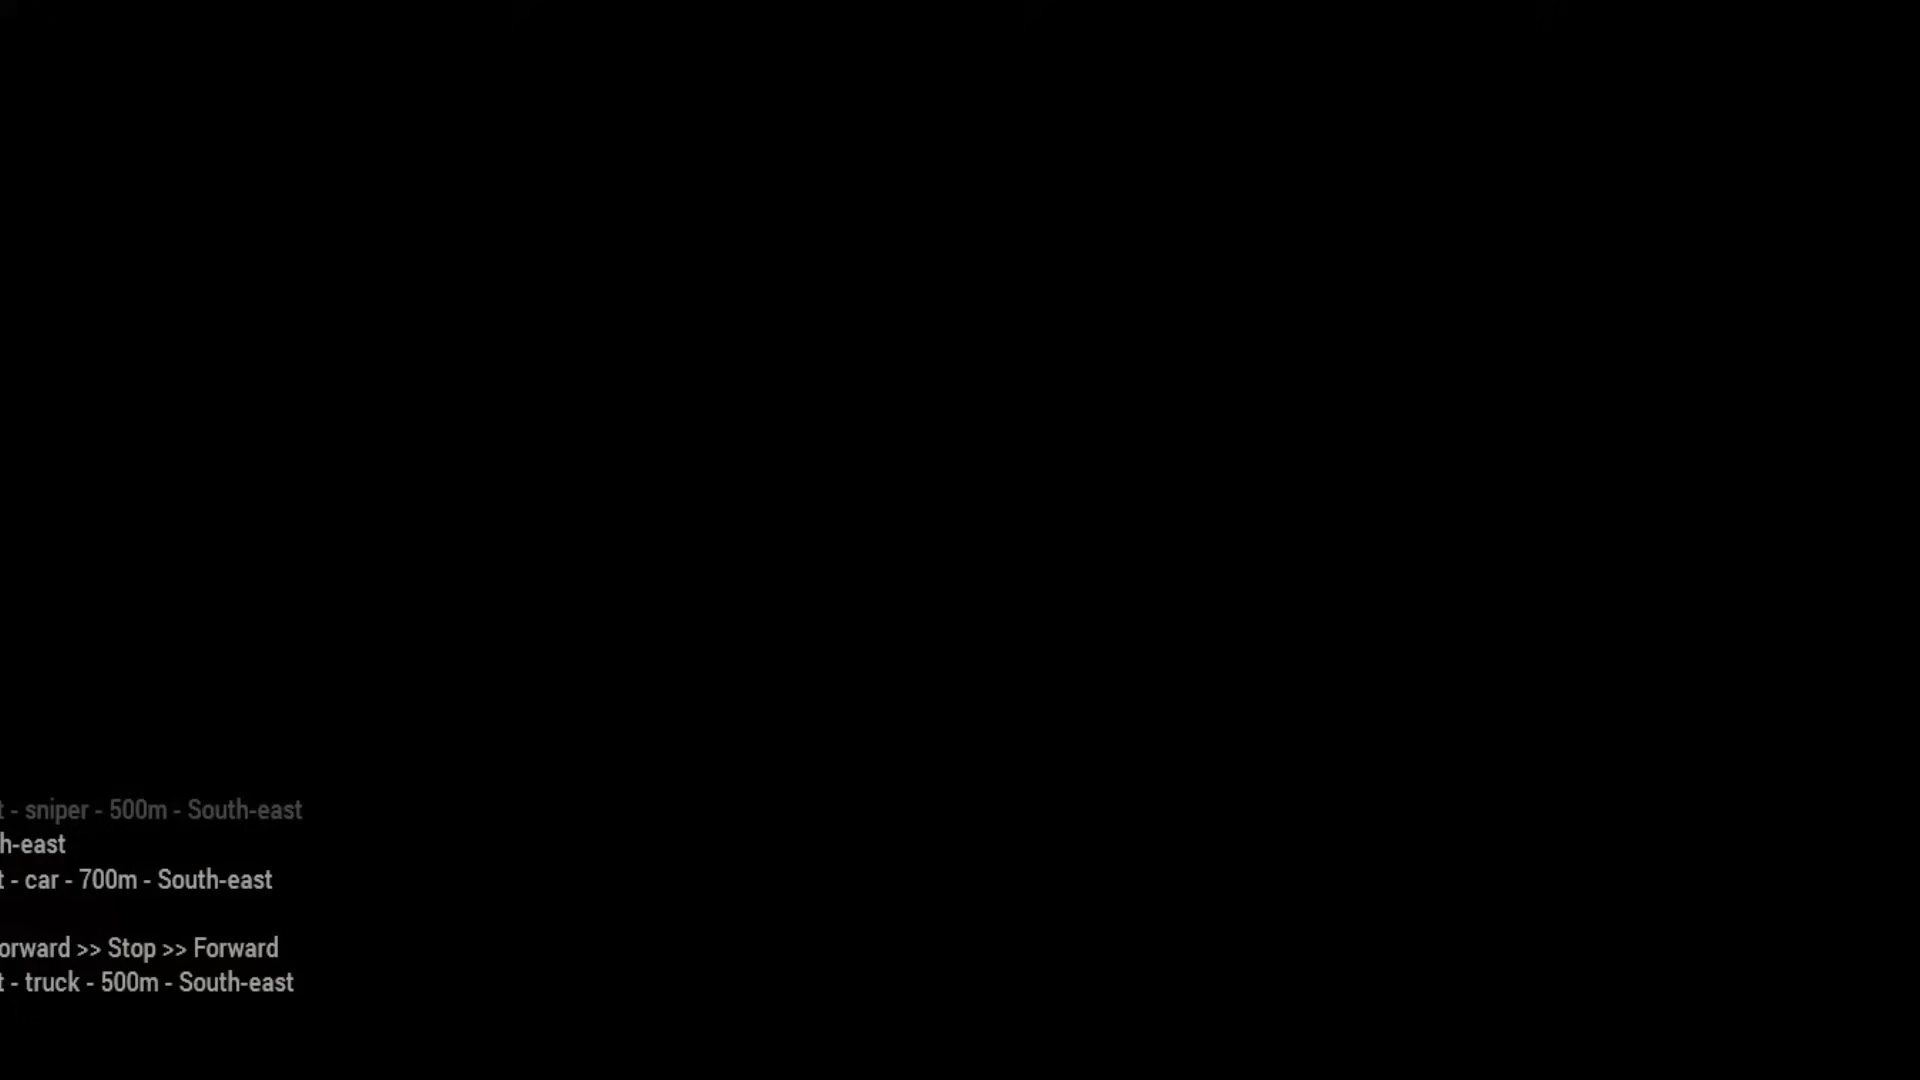 t - sniper - 500m - South-east
h-east
t - car - 700m - South-east
orward >> Stop >> Forward
t - truck - 500m - South-east